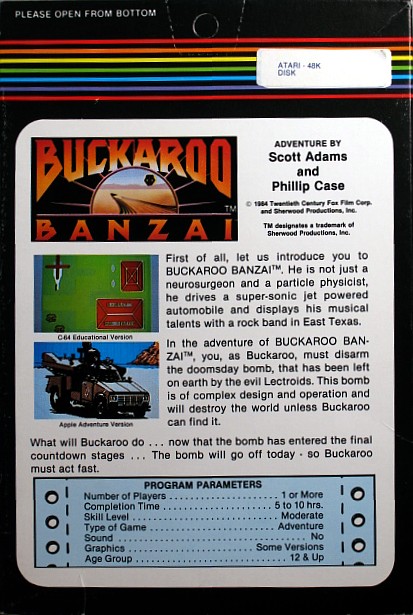 PLEASE OPEN FROM BOTTOM
ATARI - 48K
DISK
BUCKAROO
BANZAI™
ADVENTURE BY
Scott Adams
and
Phillip Case
© 1984 Twentieth Century Fox Film Corp.
and Sherwood Productions, Inc.
TM designates a trademark of
Sherwood Productions, Inc.
C-64 Educational Version
Apple Adventure Version
First of all, let us introduce you to
BUCKAROO BANZAI™. He is not just a
neurosurgeon and a particle physicist,
he drives a super-sonic jet powered
automobile and displays his musical
talents with a rock band in East Texas.
In the adventure of BUCKAROO BAN-
ZAI™, you, as Buckaroo, must disarm
the doomsday bomb, that has been left
on earth by the evil Lectroids. This bomb
is of complex design and operation and
will destroy the world unless Buckaroo
can find it.
What will Buckaroo do ... now that the bomb has entered the final
countdown stages ... The bomb will go off today - so Buckaroo
must act fast.
PROGRAM PARAMETERS
Number of Players ........ 1 or More
Completion Time ........ 5 to 10 hrs.
Skill Level ........ Moderate
Type of Game ........ Adventure
Sound ........ No
Graphics ........ Some Versions
Age Group ........ 12 & Up